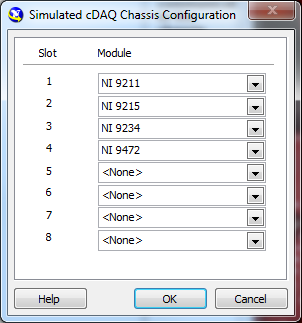 Simulated cDAQ Chassis Configuration
Slot Module
1 NI 9211
2 NI 9215
3 NI 9234
4 NI 9472
5 <None>
6 <None>
7 <None>
8 <None>
Help OK Cancel